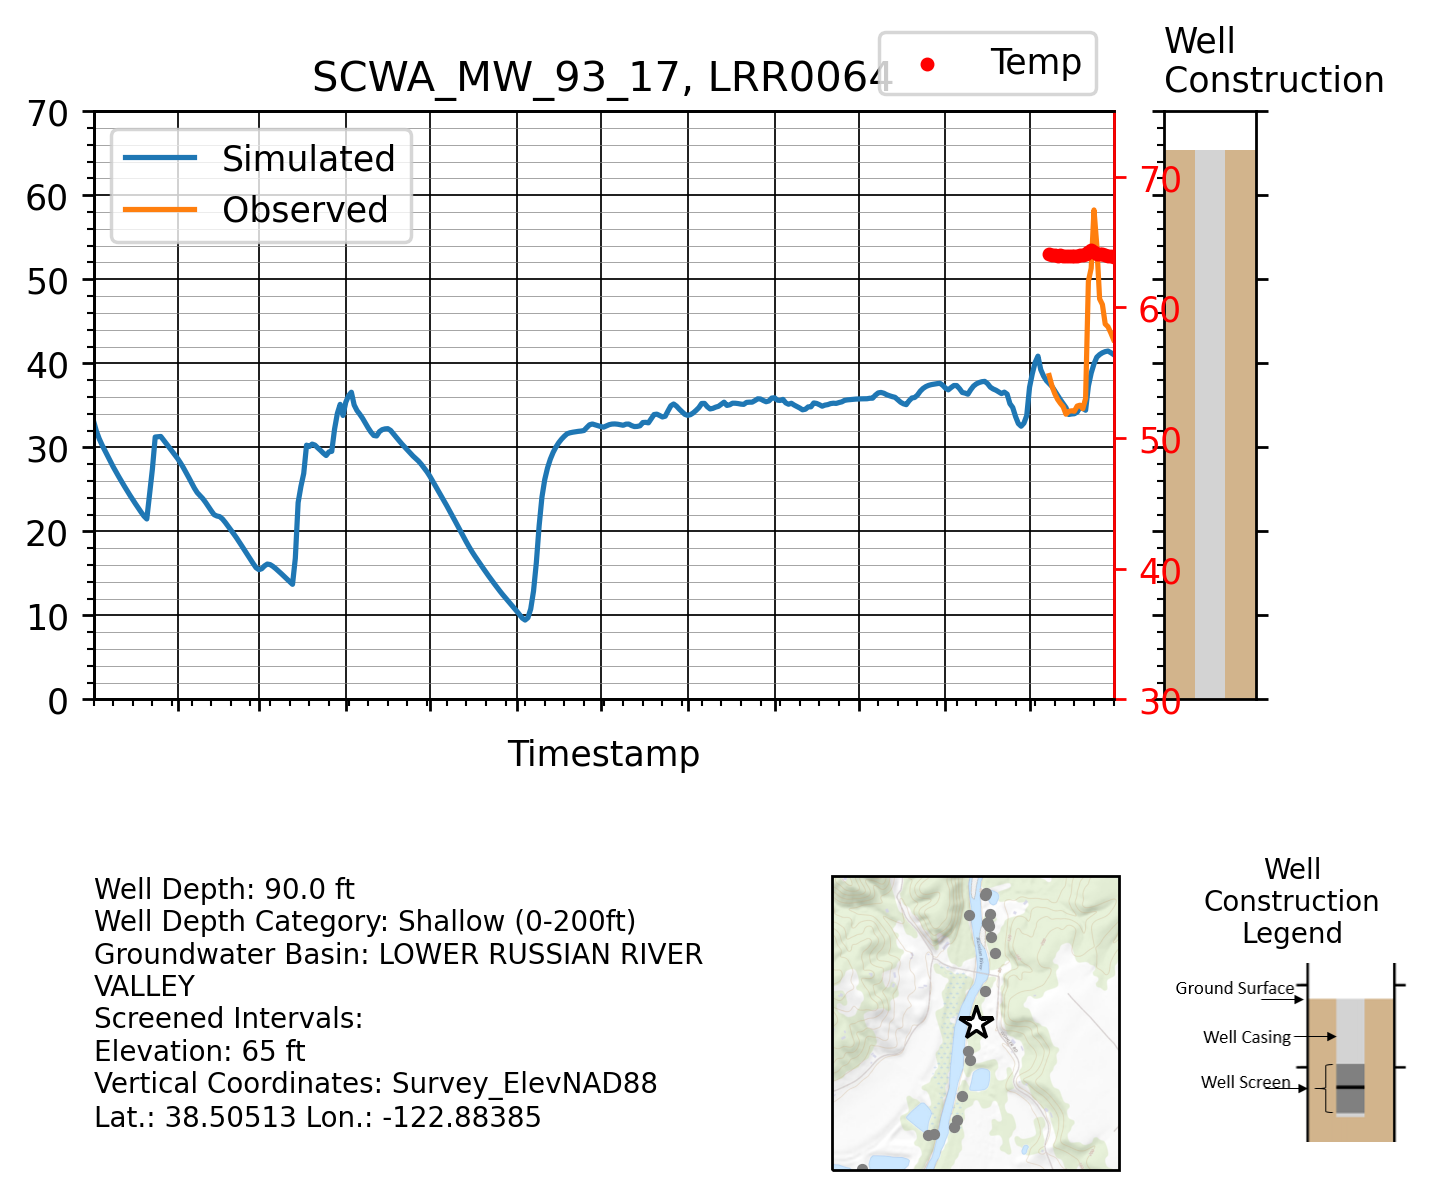 SCWA_MW_93_17, LRR0064
Temp
Well
Construction
Simulated
Observed
70
60
50
40
30
20
10
0
70
60
50
40
30
Timestamp
Well Depth: 90.0 ft
Well Depth Category: Shallow (0-200ft)
Groundwater Basin: LOWER RUSSIAN RIVER
VALLEY
Screened Intervals:
Elevation: 65 ft
Vertical Coordinates: Survey_ElevNAD88
Lat.: 38.50513 Lon.: -122.88385
Well
Construction
Legend
Ground Surface
Well Casing
Well Screen